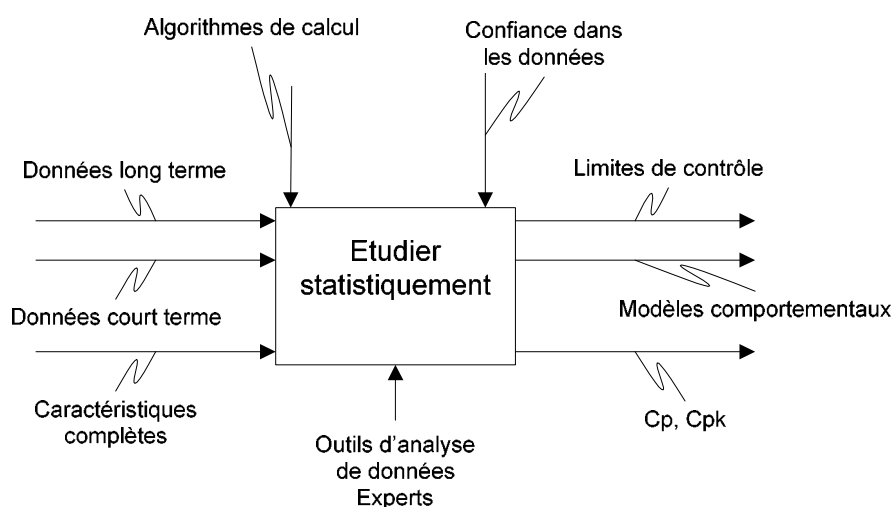 Algorithmes de calcul
Confiance dans
les données
Données long terme
Limites de contrôle
Etudier
statistiquement
Données court terme
Modèles comportementaux
Caractéristiques
complètes
Cp, Cpk
Outils d'analyse
de données
Experts